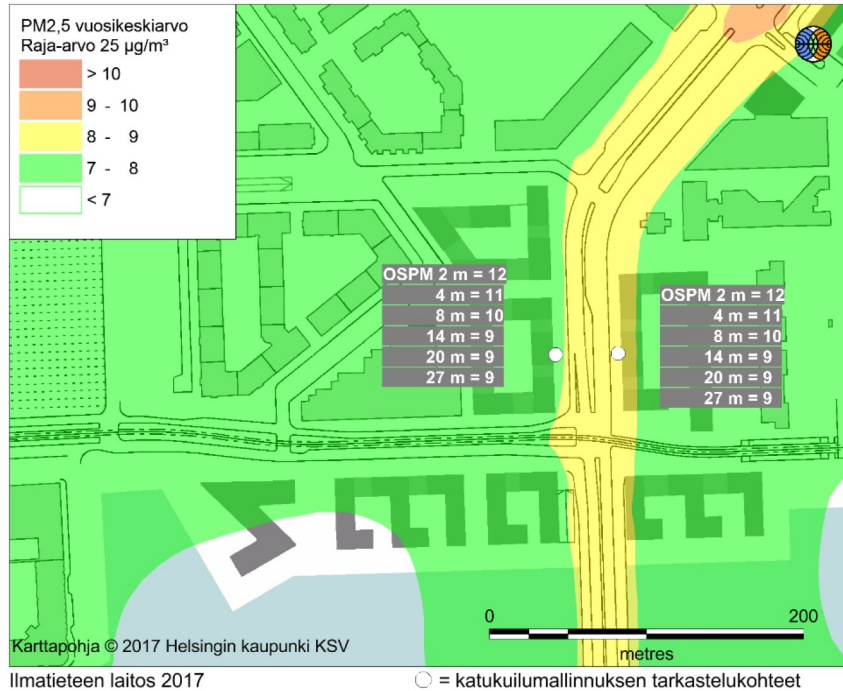 PM2,5 vuosikeskiarvo
Raja-arvo 25 µg/m³
> 10
9 - 10
8 - 9
7 - 8
< 7
OSPM 2 m = 12
4 m = 11
8 m = 10
14 m = 9
20 m = 9
27 m = 9
OSPM 2 m = 12
4 m = 11
8 m = 10
14 m = 9
20 m = 9
27 m = 9
0 200
metres
Karttapohja © 2017 Helsingin kaupunki KSV
Ilmatieteen laitos 2017
= katukuilumallinnuksen tarkastelukohteet